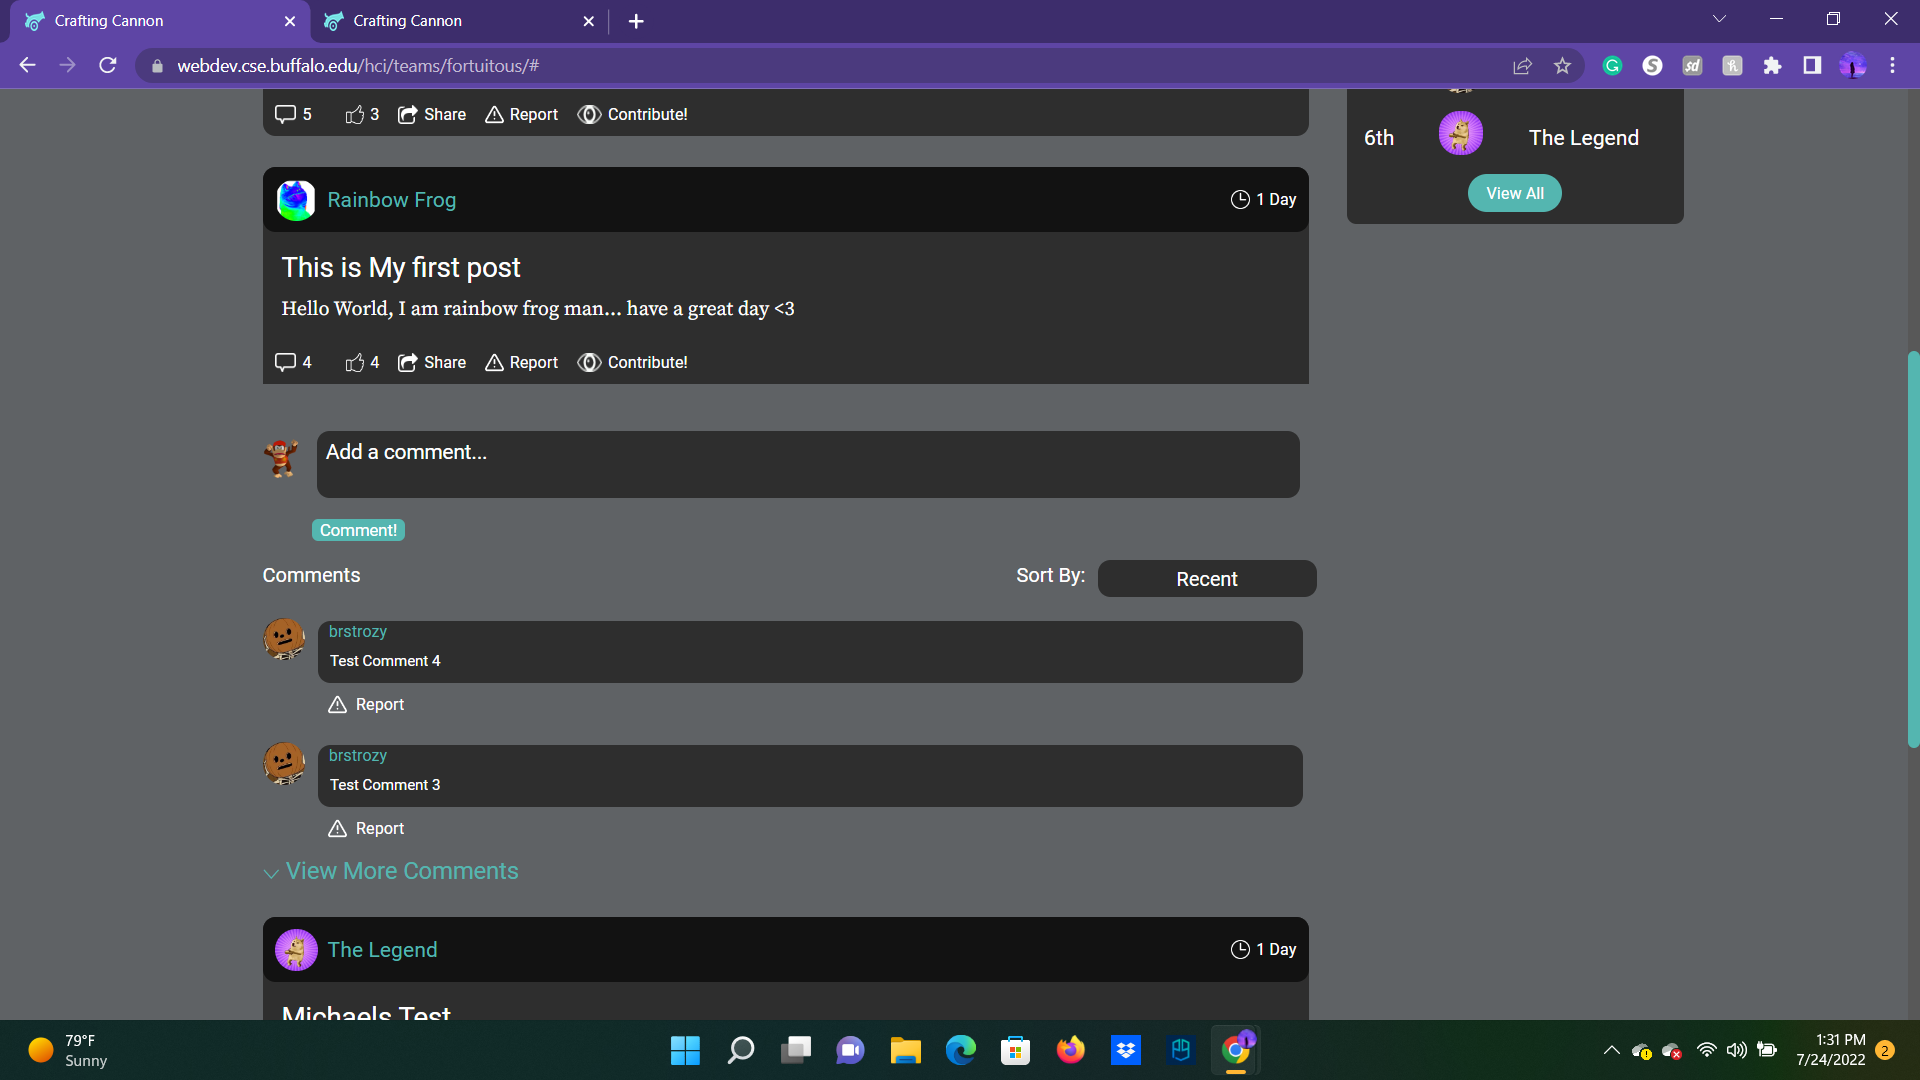 Crafting Cannon
Crafting Cannon
webdev.cse.buffalo.edu/hci/teams/fortuitous/#
5 3 Share Report Contribute!
6th The Legend
View All
Rainbow Frog 1 Day
This is My first post
Hello World, I am rainbow frog man... have a great day <3
4 4 Share Report Contribute!
Add a comment...
Comment!
Comments Sort By: Recent
brstrozy
Test Comment 4
Report
brstrozy
Test Comment 3
Report
View More Comments
The Legend 1 Day
Michaels Test
79°F
Sunny
1:31 PM
7/24/2022
2